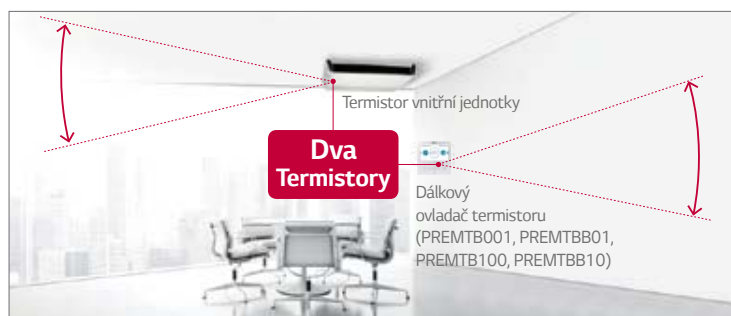 Termistor vnitřní jednotky
Dva
Termistory
Dálkový
ovladač termistoru
(PREMTB001, PREMTBB01,
PREMTB100, PREMTBB10)